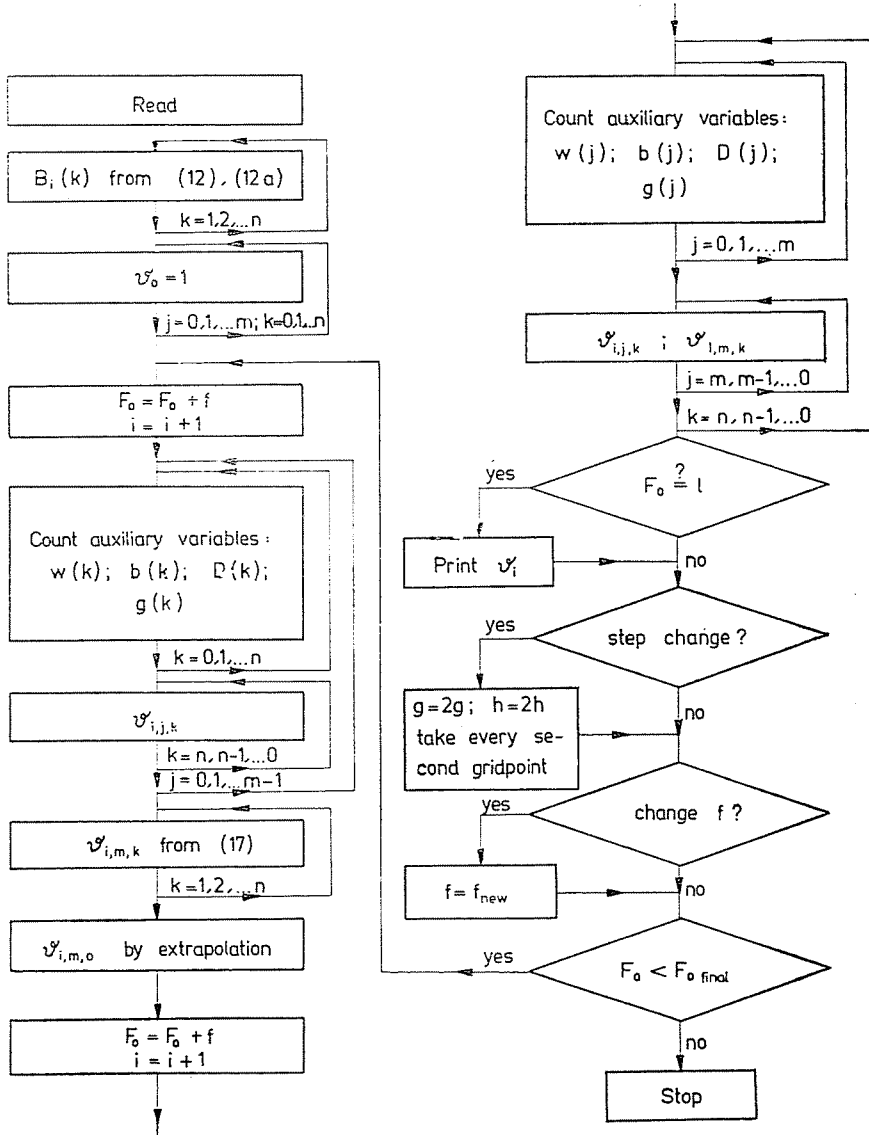 Read
B_i(k) from (12), (12a)
k=1,2,...n
ϑ_o = 1
j=0,1,...m; k=0,1..n
F_o = F_o + f
i = i + 1
Count auxiliary variables:
w(k); b(k); D(k);
g(k)
k=0,1,...n
ϑ_i,j,k
k=n, n-1,...0
j=0,1,...m-1
ϑ_i,m,k from (17)
k=1,2,...n
ϑ_i,m,o by extrapolation
F_o = F_o + f
i = i + 1
Count auxiliary variables:
w(j); b(j); D(j);
g(j)
j=0,1,...m
ϑ_i,j,k ; ϑ_i,m,k
j=m, m-1,...0
k=n, n-1,...0
F_o ?= l
yes
Print ϑ_i
no
step change?
yes
g=2g; h=2h
take every se-
cond gridpoint
no
change f?
yes
f= f_new
no
F_o < F_o final
yes
no
Stop